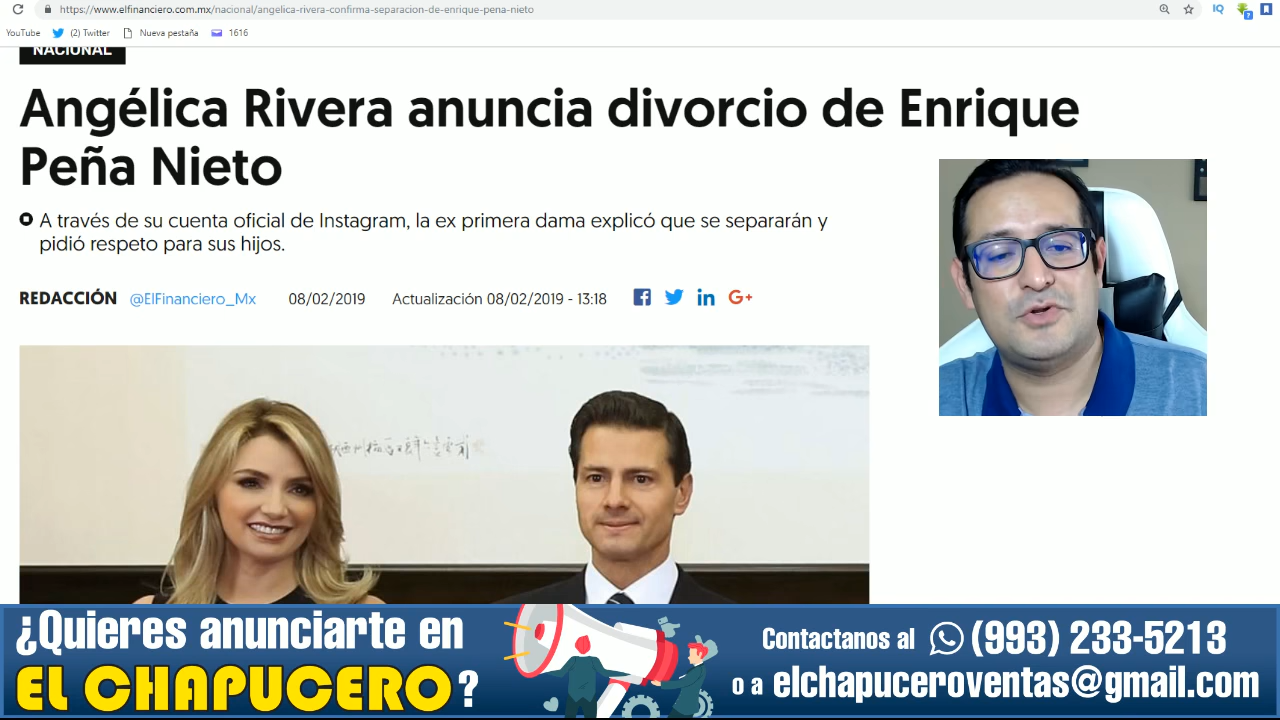 https://www.elfinanciero.com.mx/nacional/angelica-rivera-confirma-separacion-de-enrique-pena-nieto
YouTube (2) Twitter Nueva pestaña 1616
NACIONAL
Angélica Rivera anuncia divorcio de Enrique
Peña Nieto
A través de su cuenta oficial de Instagram, la ex primera dama explicó que se separarán y
pidió respeto para sus hijos.
REDACCIÓN @ElFinanciero_Mx 08/02/2019 Actualización 08/02/2019 - 13:18 G+
¿Quieres anunciarte en
EL CHAPUCERO?
Contactanos al (993) 233-5213
o a elchapuceroventas@gmail.com